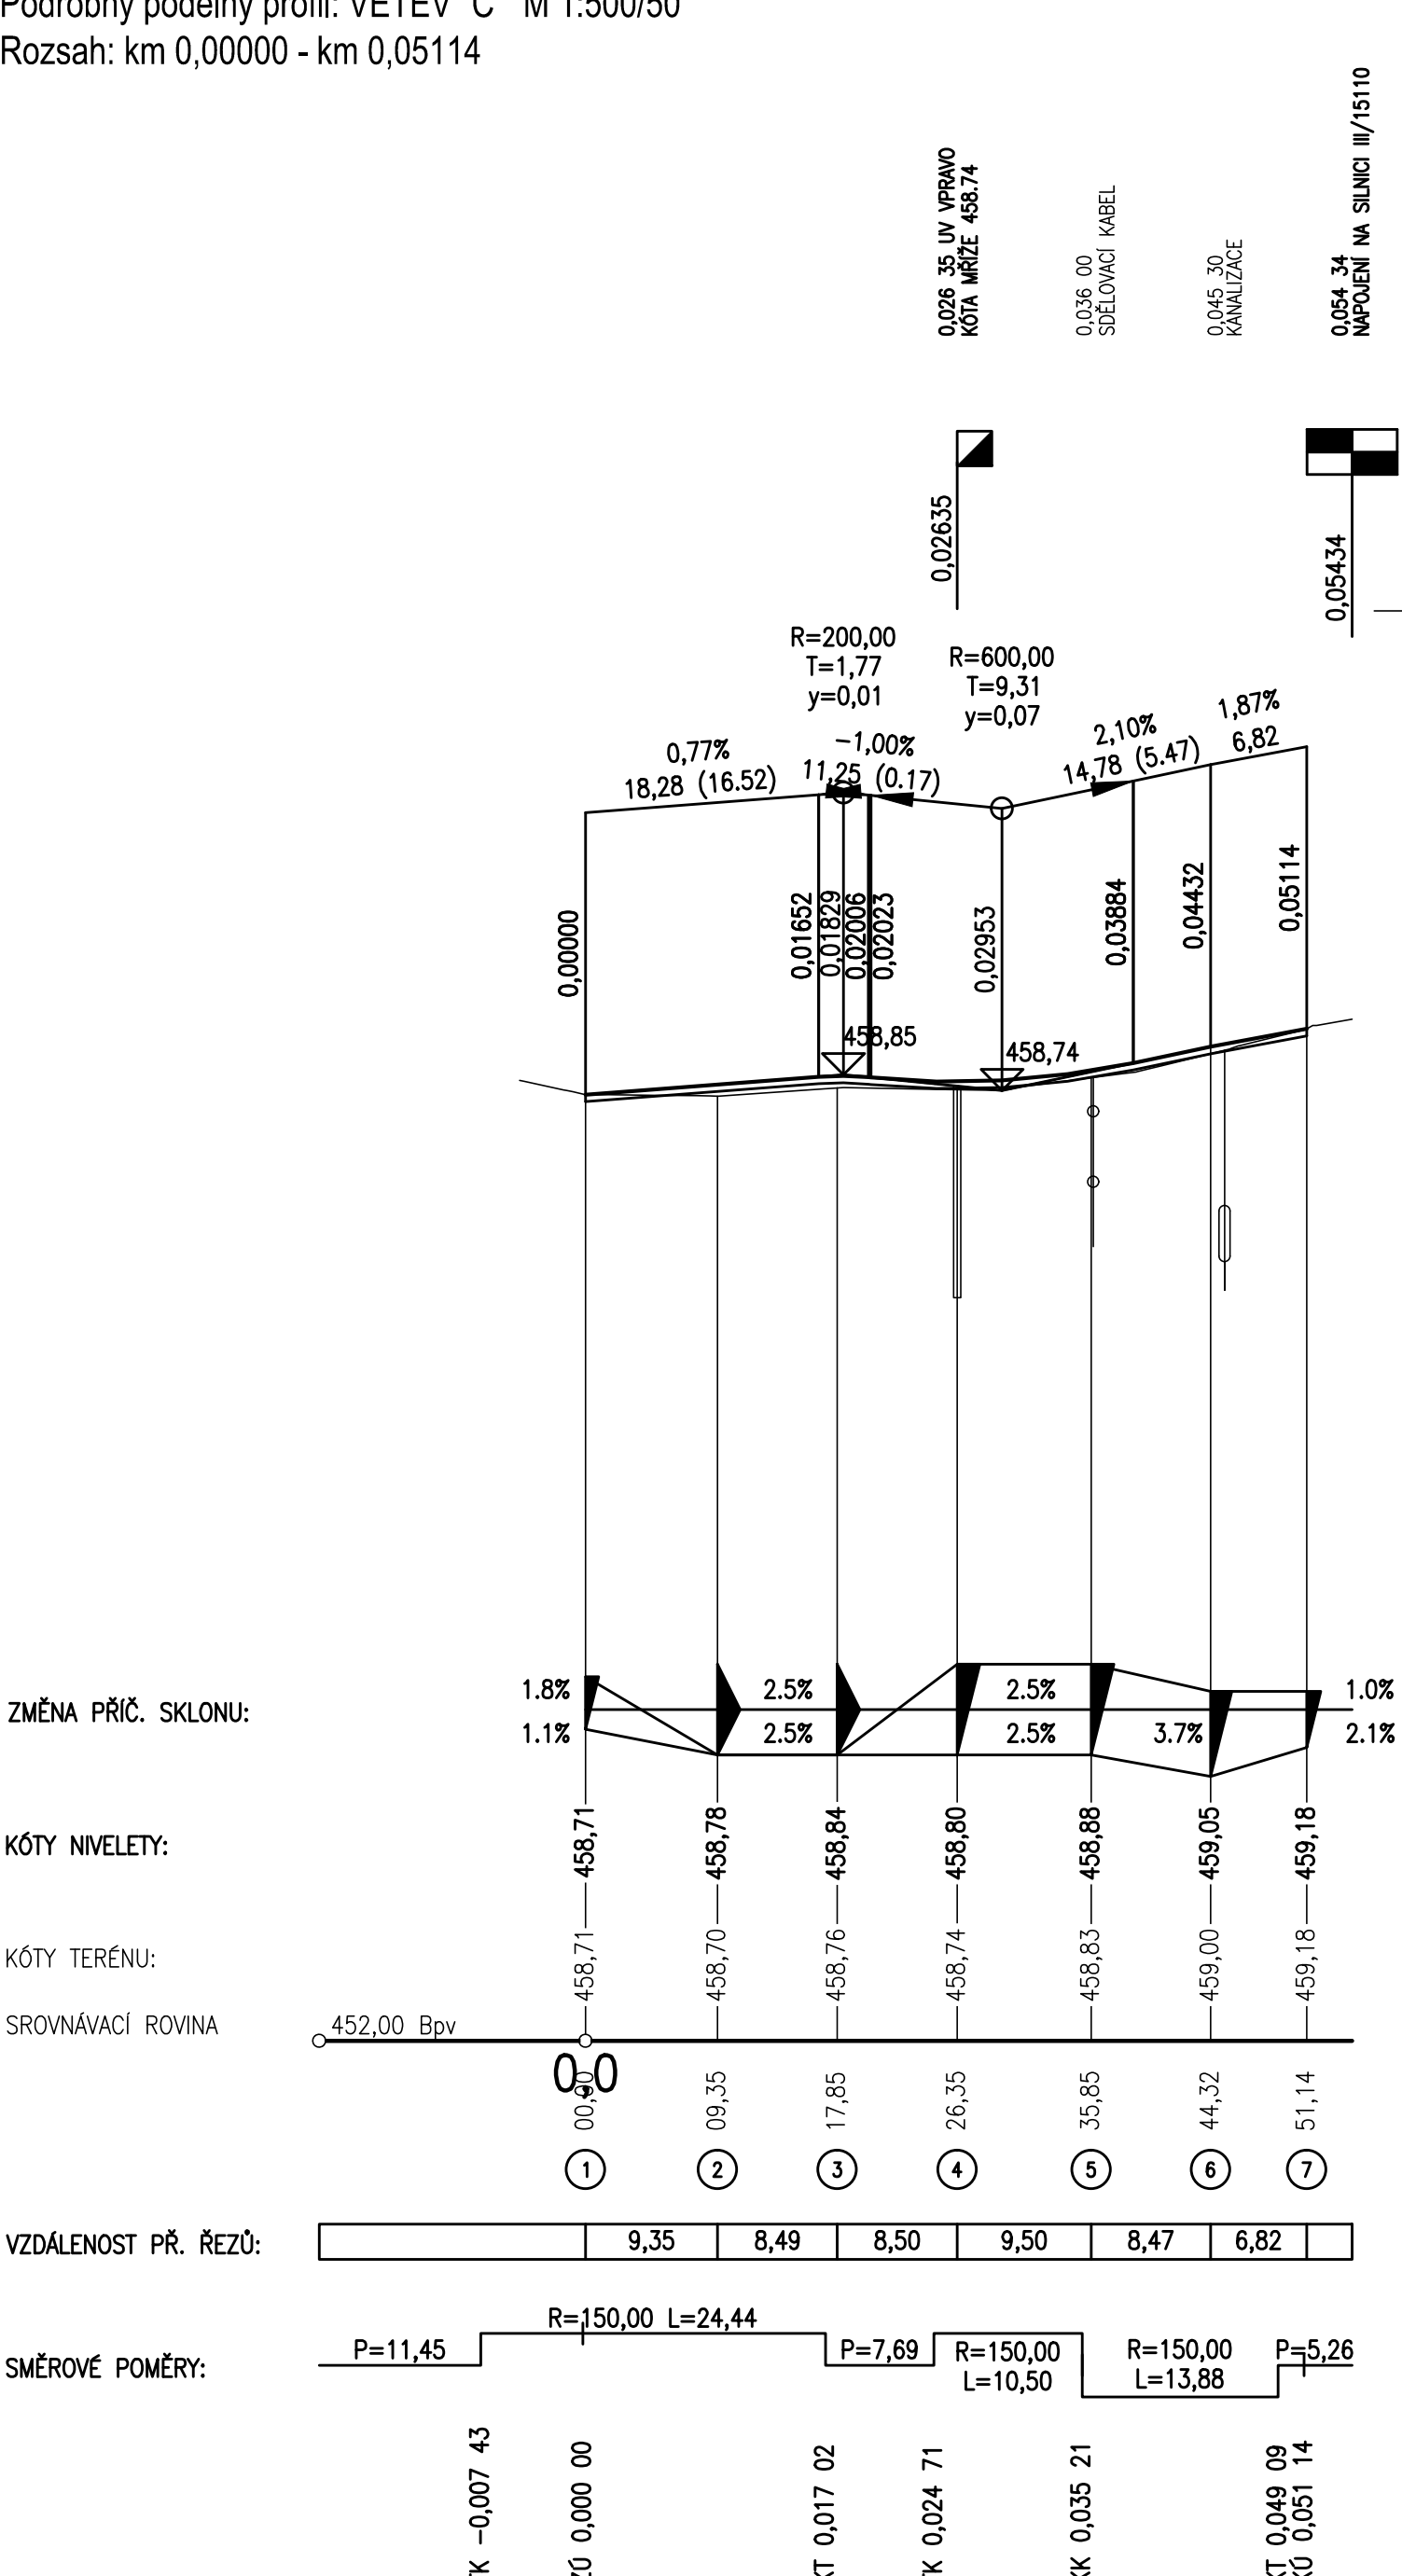 Podrobný podélný profil: VĚTEV "C" M 1:500/50
Rozsah: km 0,00000 - km 0,05114
0,026 35 UV VPRAVO
KÓTA MŘÍŽE 458.74
0,036 00
SDĚLOVACÍ KABEL
0,045 30
KANALIZACE
0,054 34
NAPOJENÍ NA SILNICI III/15110
0,02635
0,05434
R=200,00
T=1,77
y=0,01
R=600,00
T=9,31
y=0,07
0,77%
18,28 (16.52)
-1,00%
11,25 (0.17)
2,10%
14,78 (5.47)
1,87%
6,82
0,00000
0,01652
0,01829
0,02006
0,02023
0,02953
0,03884
0,04432
0,05114
458,85
458,74
ZMĚNA PŘÍČ. SKLONU:
1.8% 2.5% 2.5% 1.0%
1.1% 2.5% 2.5% 3.7% 2.1%
KÓTY NIVELETY:
458,71 458,78 458,84 458,80 458,88 459,05 459,18
KÓTY TERÉNU:
458,71 458,70 458,76 458,74 458,83 459,00 459,18
SROVNÁVACÍ ROVINA
452,00 Bpv
0,0
00,00 09,35 17,85 26,35 35,85 44,32 51,14
1 2 3 4 5 6 7
VZDÁLENOST PŘ. ŘEZŮ:
9,35 8,49 8,50 9,50 8,47 6,82
SMĚROVÉ POMĚRY:
P=11,45
R=150,00 L=24,44
P=7,69
R=150,00
L=10,50
R=150,00
L=13,88
P=5,26
TK -0,007 43
ZÚ 0,000 00
KT 0,017 02
TK 0,024 71
KK 0,035 21
KT 0,049 09
KÚ 0,051 14